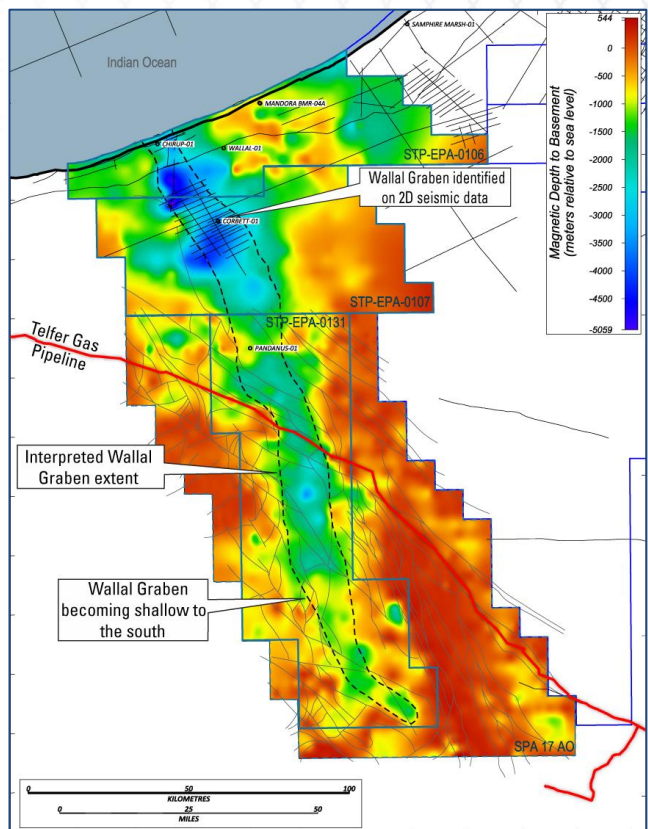 SAMPHIRE MARSH-01
Indian Ocean
MANDORA BMR-04A
CHIRUP-01
WALLAL-01
STP-EPA-0106
Wallal Graben identified
on 2D seismic data
CORBETT-01
STP-EPA-0107
STP-EPA-0131
Telfer Gas
Pipeline
PANDANUS-01
Interpreted Wallal
Graben extent
Wallal Graben
becoming shallow to
the south
SPA 17 AO
544
0
-500
-1000
-1500
-2000
-2500
-3000
-3500
-4000
-4500
-5059
Magnetic Depth to Basement
(meters relative to sea level)
0 50 100
KILOMETRES
0 25 50
MILES